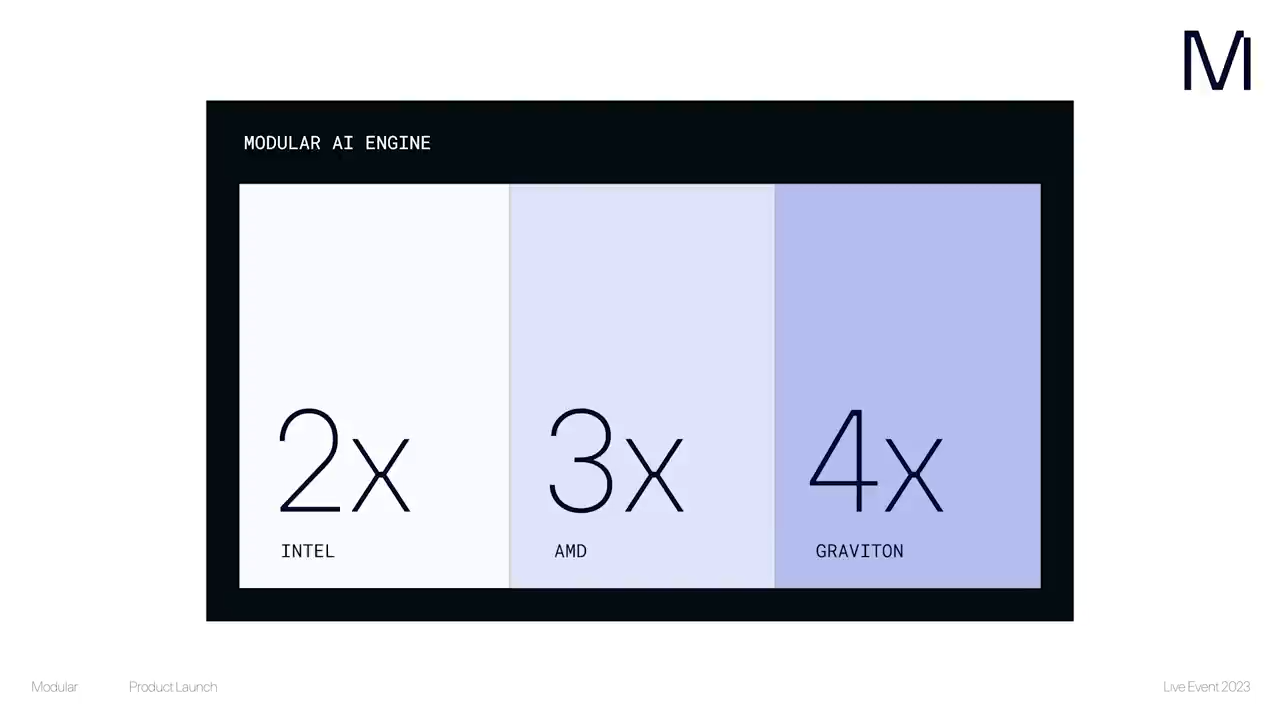 M
MODULAR AI ENGINE
2x
INTEL
3x
AMD
4x
GRAVITON
Modular
Product Launch
Live Event 2023